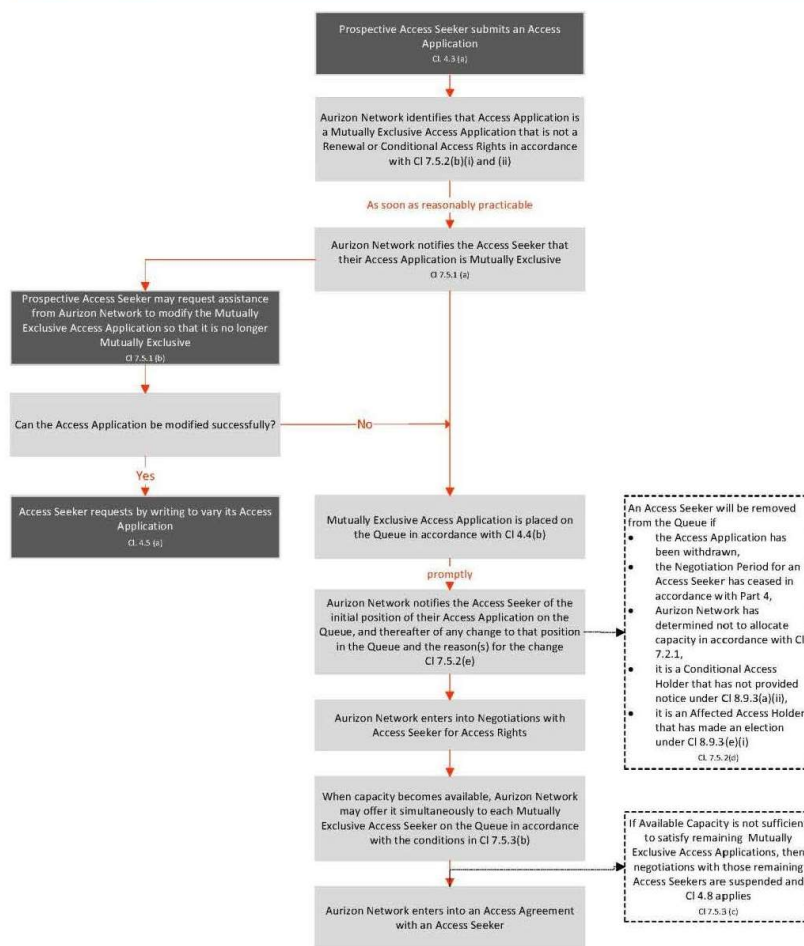 Prospective Access Seeker submits an Access
Application
Cl. 4.3 (a)
Aurizon Network identifies that Access Application is
a Mutually Exclusive Access Application that is not a
Renewal or Conditional Access Rights in accordance
with Cl 7.5.2(b)(i) and (ii)
As soon as reasonably practicable
Aurizon Network notifies the Access Seeker that
their Access Application is Mutually Exclusive
Cl 7.5.1 (a)
Prospective Access Seeker may request assistance
from Aurizon Network to modify the Mutually
Exclusive Access Application so that it is no longer
Mutually Exclusive
Cl 7.5.1 (b)
Can the Access Application be modified successfully?
No
Yes
Access Seeker requests by writing to vary its Access
Application
Cl. 4.5 (a)
Mutually Exclusive Access Application is placed on
the Queue in accordance with Cl 4.4(b)
promptly
Aurizon Network notifies the Access Seeker of the
initial position of their Access Application on the
Queue, and thereafter of any change to that position
in the Queue and the reason(s) for the change
Cl 7.5.2(e)
An Access Seeker will be removed
from the Queue if
• the Access Application has
been withdrawn,
• the Negotiation Period for an
Access Seeker has ceased in
accordance with Part 4,
• Aurizon Network has
determined not to allocate
capacity in accordance with Cl
7.2.1,
• it is a Conditional Access
Holder that has not provided
notice under Cl 8.9.3(a)(ii),
• it is an Affected Access Holder
that has made an election
under Cl 8.9.3(e)(i)
Cl. 7.5.2(d)
Aurizon Network enters into Negotiations with
Access Seeker for Access Rights
When capacity becomes available, Aurizon Network
may offer it simultaneously to each Mutually
Exclusive Access Seeker on the Queue in accordance
with the conditions in Cl 7.5.3(b)
If Available Capacity is not sufficient
to satisfy remaining Mutually
Exclusive Access Applications, then
negotiations with those remaining
Access Seekers are suspended and
Cl 4.8 applies
Cl 7.5.3 (c)
Aurizon Network enters into an Access Agreement
with an Access Seeker